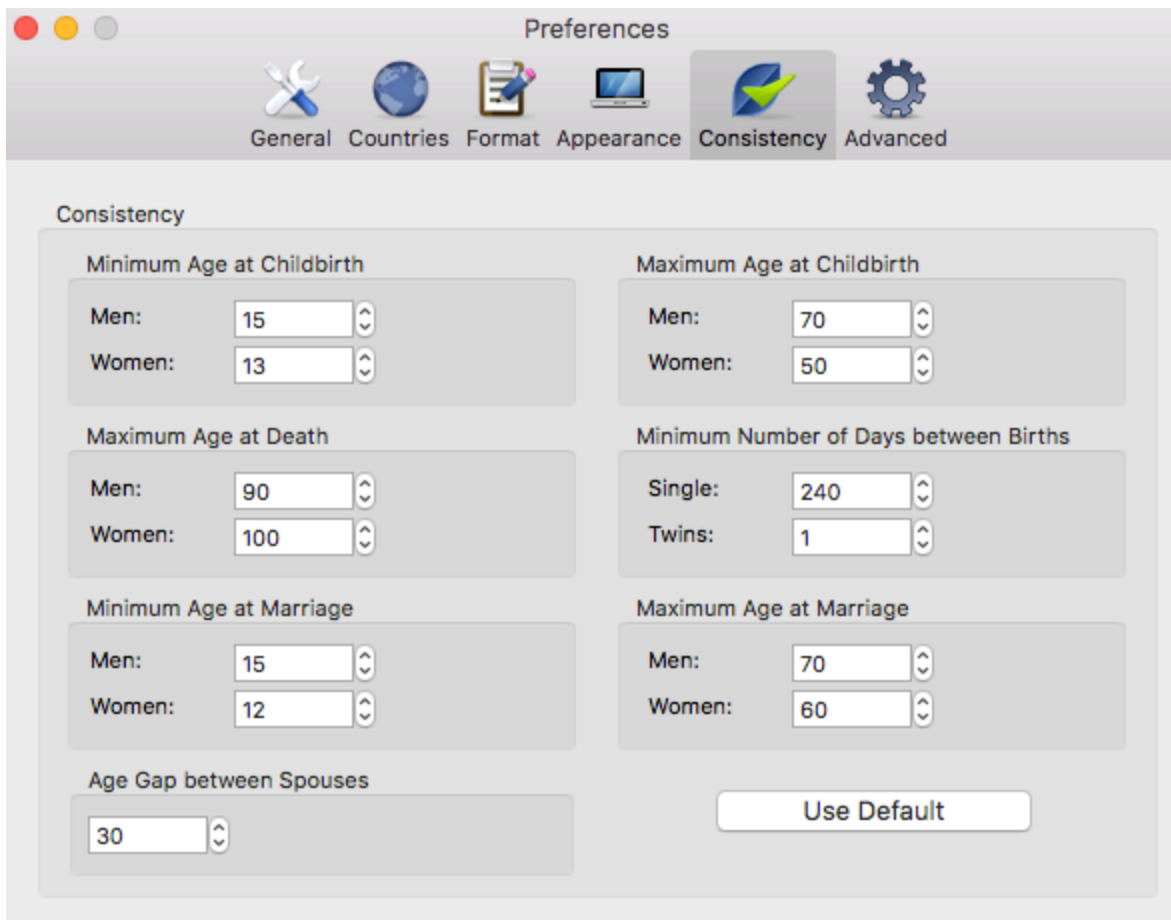 Preferences
General Countries Format Appearance Consistency Advanced
Consistency
Minimum Age at Childbirth
Men: 15
Women: 13
Maximum Age at Childbirth
Men: 70
Women: 50
Maximum Age at Death
Men: 90
Women: 100
Minimum Number of Days between Births
Single: 240
Twins: 1
Minimum Age at Marriage
Men: 15
Women: 12
Maximum Age at Marriage
Men: 70
Women: 60
Age Gap between Spouses
30
Use Default